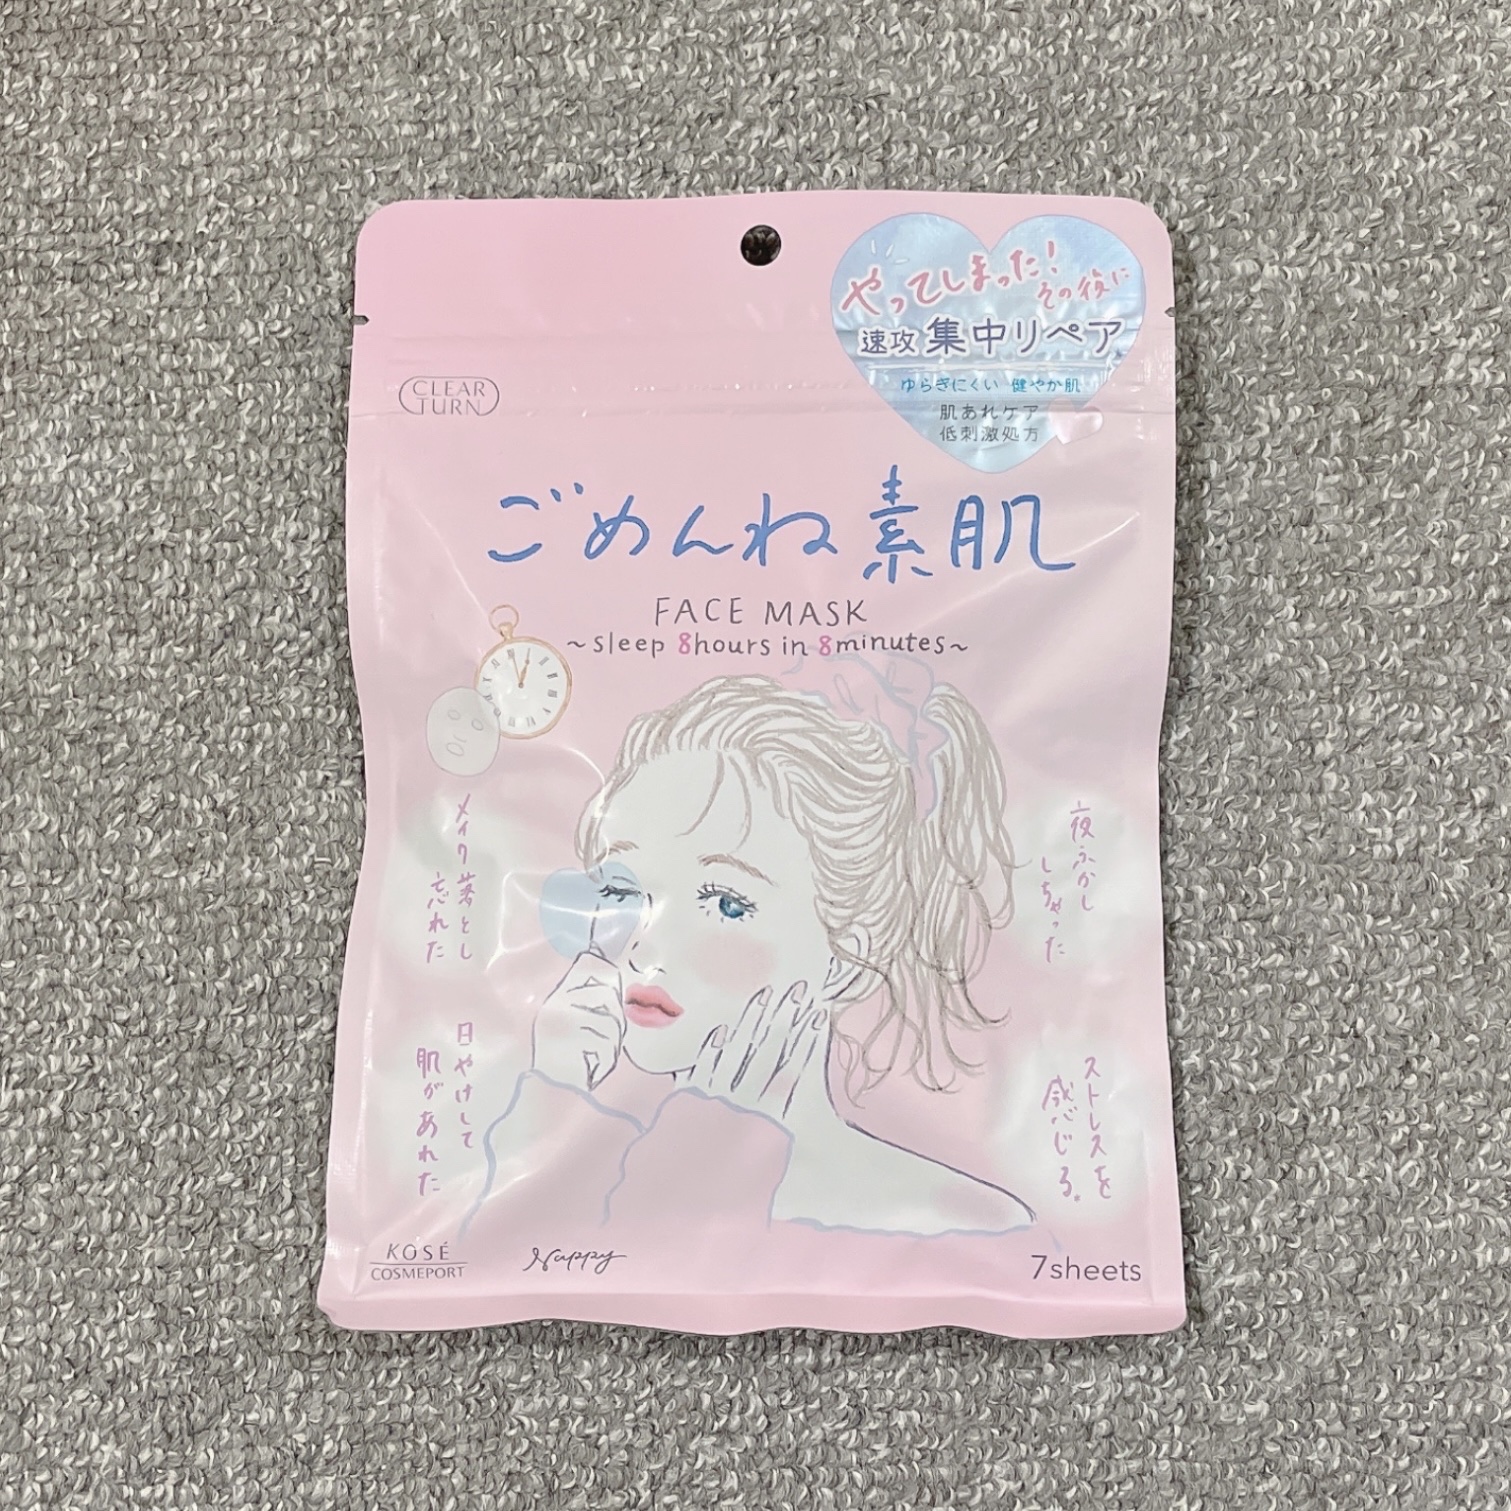 やってしまった!
その後に
速攻 集中リペア
ゆらぎにくい 健やか肌
肌あれケア
低刺激処方
CLEAR
TURN
ごめんね素肌
FACE MASK
~sleep 8hours in 8minutes~
メイク落とし
忘れた
夜ふかし
しちゃった
日やけして
肌があれた
ストレスを
感じる。
KOSÉ
COSMEPORT
Nappy
7sheets